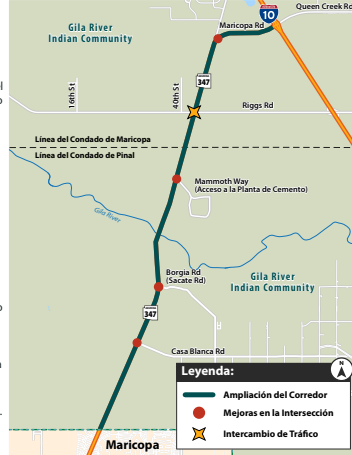 Queen Creek Rd
10
Maricopa Rd
Gila River
Indian Community
347
16th St
40th St
Riggs Rd
Línea del Condado de Maricopa
Línea del Condado de Pinal
Mammoth Way
(Acceso a la Planta de Cemento)
Gila River
Borgia Rd
(Sacate Rd)
Gila River
Indian Community
347
Casa Blanca Rd
Leyenda:
N
Ampliación del Corredor
Mejoras en la Intersección
Intercambio de Tráfico
Maricopa